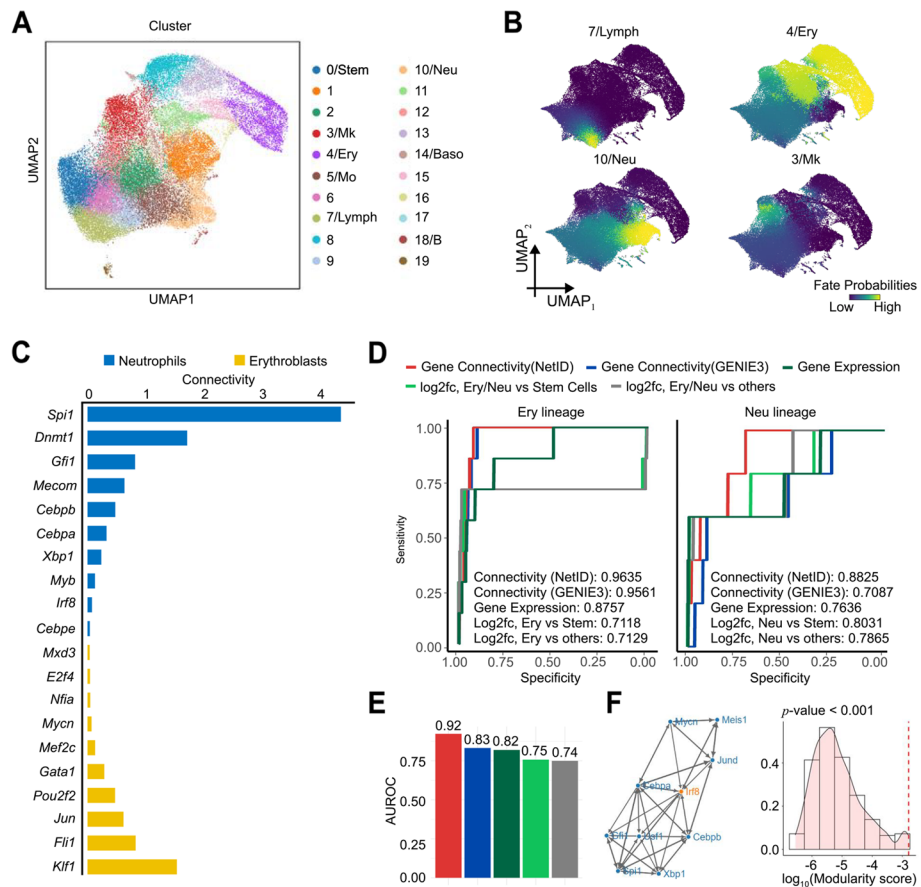 A
Cluster
UMAP2
UMAP1
0/Stem
1
2
3/Mk
4/Ery
5/Mo
6
7/Lymph
8
9
10/Neu
11
12
13
14/Baso
15
16
17
18/B
19
B
7/Lymph
4/Ery
10/Neu
3/Mk
UMAP2
UMAP1
Fate Probabilities
Low High
C
Neutrophils
Erythroblasts
Connectivity
0 1 2 3 4
Spi1
Dnmt1
Gfi1
Mecom
Cebpb
Cebpa
Xbp1
Myb
Irf8
Cebpe
Mxd3
E2f4
Nfia
Mycn
Mef2c
Gata1
Pou2f2
Jun
Fli1
Klf1
D
Gene Connectivity(NetID)
Gene Connectivity(GENIE3)
Gene Expression
log2fc, Ery/Neu vs Stem Cells
log2fc, Ery/Neu vs others
Ery lineage
Sensitivity
1.00
0.75
0.50
0.25
0.00
Connectivity (NetID): 0.9635
Connectivity (GENIE3): 0.9561
Gene Expression: 0.8757
Log2fc, Ery vs Stem: 0.7118
Log2fc, Ery vs others: 0.7129
1.00 0.75 0.50 0.25 0.00
Specificity
Neu lineage
Connectivity (NetID): 0.8825
Connectivity (GENIE3): 0.7087
Gene Expression: 0.7636
Log2fc, Neu vs Stem: 0.8031
Log2fc, Neu vs others: 0.7865
1.00 0.75 0.50 0.25 0.00
Specificity
E
AUROC
0.75
0.50
0.25
0.00
0.92
0.83
0.82
0.75
0.74
F
Mycn
Meis1
Jund
Cebpa
Irf8
Gfi1
Usf1
Cebpb
Spi1
Xbp1
p-value < 0.001
0.4
0.2
0.0
-6 -5 -4 -3
log10(Modularity score)